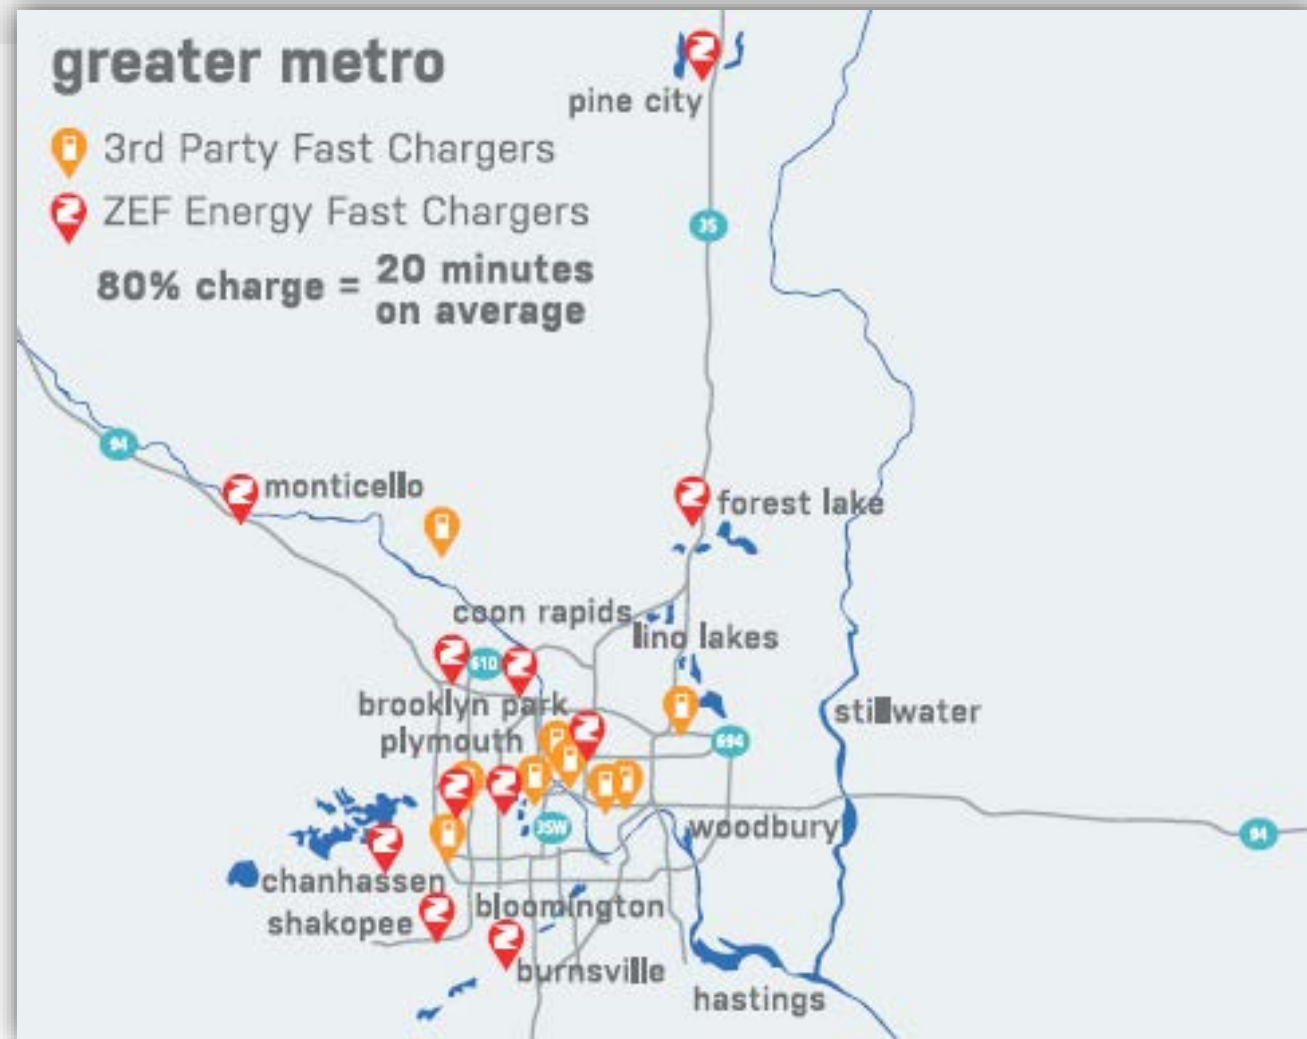 greater metro
3rd Party Fast Chargers
ZEF Energy Fast Chargers
80% charge = 20 minutes
on average
pine city
35
94
monticello
forest lake
coon rapids
lino lakes
610
brooklyn park
stillwater
plymouth
694
35W
woodbury
94
chanhassen
bloomington
shakopee
burnsville
hastings